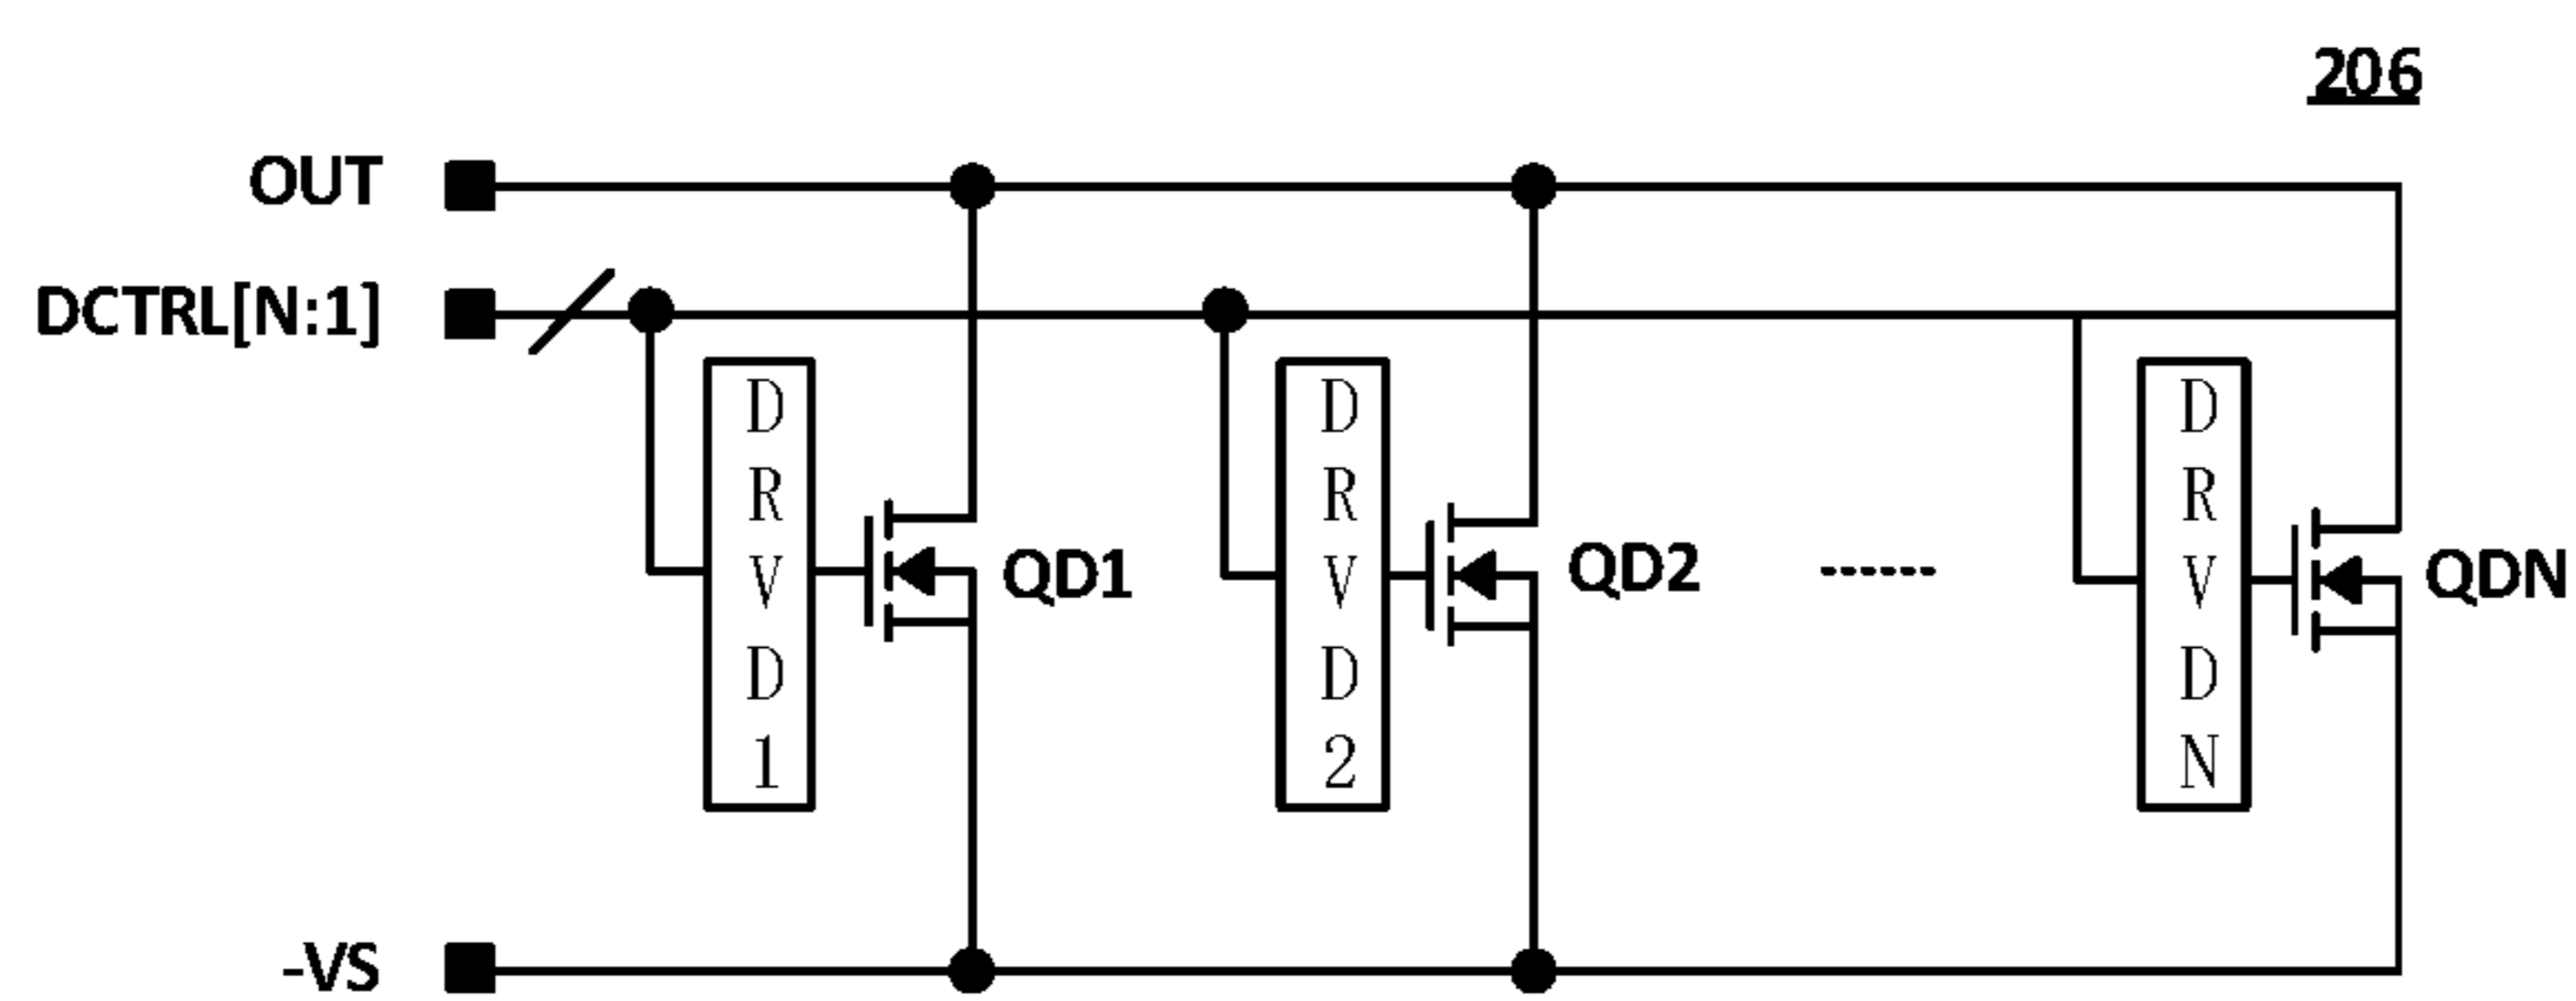 206
OUT
DCTRL[N:1]
DRVD1
QD1
DRVD2
QD2
DRVDN
QDN
-VS